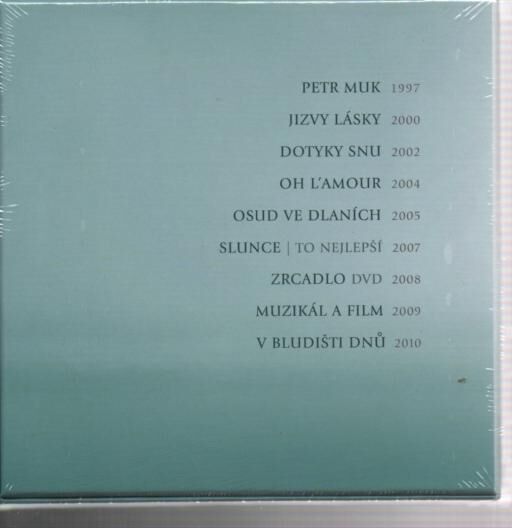 PETR MUK 1997
JIZVY LÁSKY 2000
DOTYKY SNU 2002
OH L'AMOUR 2004
OSUD VE DLANÍCH 2005
SLUNCE | TO NEJLEPŠÍ 2007
ZRCADLO DVD 2008
MUZIKÁL A FILM 2009
V BLUDIŠTI DNŮ 2010